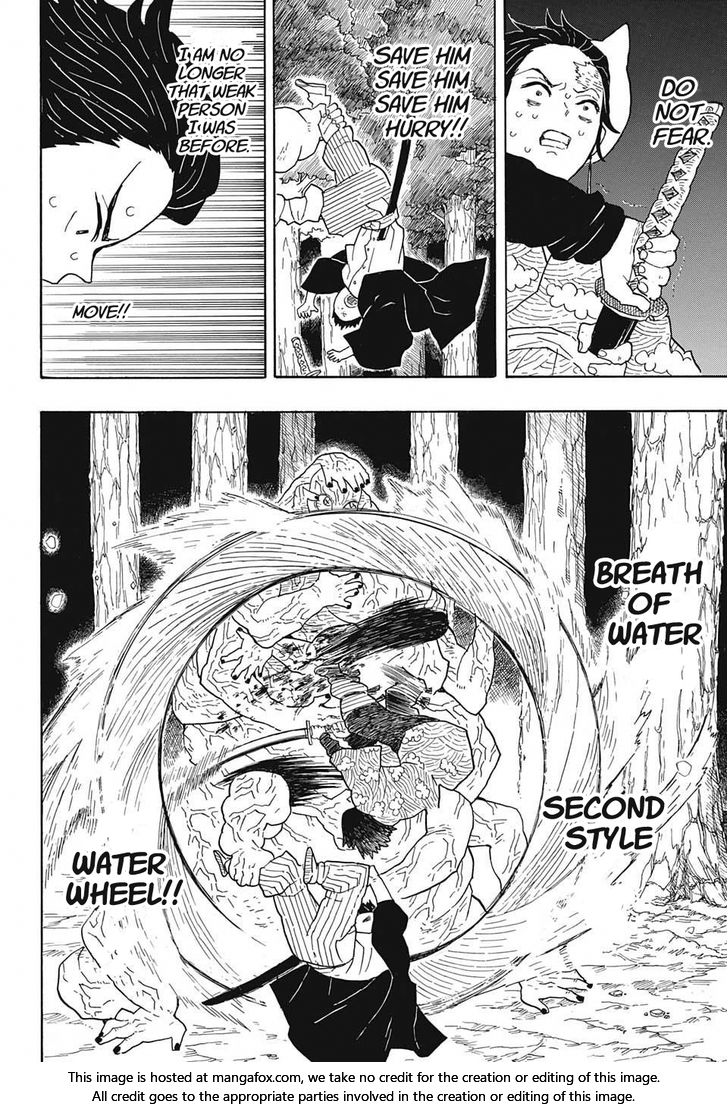 DO
NOT
FEAR.
SAVE HIM
SAVE HIM
SAVE HIM
HURRY!!
I AM NO
LONGER
THAT WEAK
PERSON
I WAS
BEFORE.
MOVE!!
BREATH
OF
WATER
SECOND
STYLE
WATER
WHEEL!!
This image is hosted at mangafox.com, we take no credit for the creation or editing of this image.
All credit goes to the appropriate parties involved in the creation or editing of this image.